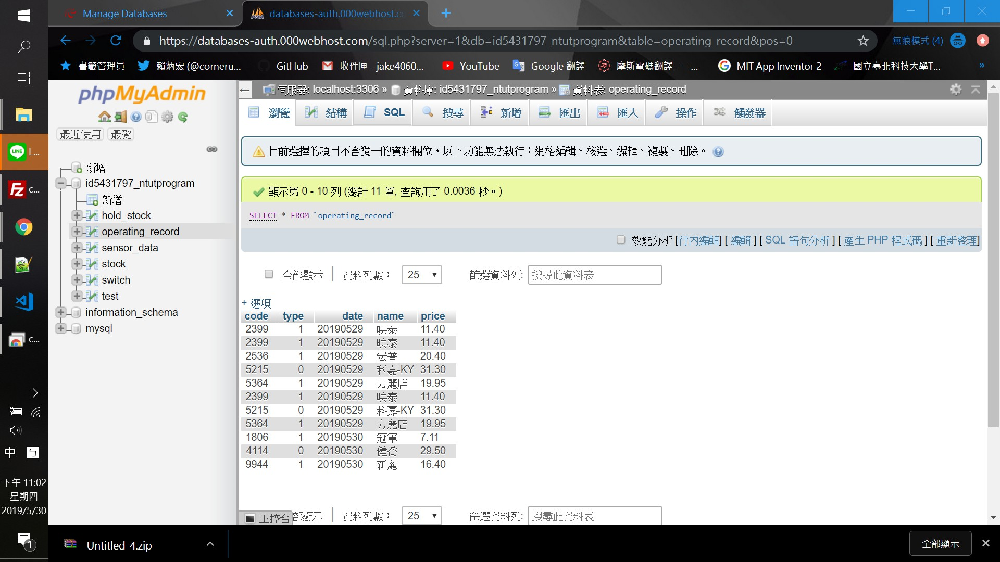 Manage Databases
databases-auth.000webhost.co
https://databases-auth.000webhost.com/sql.php?server=1&db=id5431797_ntutprogram&table=operating_record&pos=0
無痕模式 (4)
書籤管理員
賴炳宏 (@corneru...
GitHub
收件匣 - jake4060...
YouTube
Google 翻譯
摩斯電碼翻譯 - 一...
MIT App Inventor 2
國立臺北科技大學T...
»
L...
c...
c...
中
ㄅ
下午 11:02
星期四
2019/5/30
1
phpMyAdmin
最近使用 最愛
新增
id5431797_ntutprogram
新增
hold_stock
operating_record
sensor_data
stock
switch
test
information_schema
mysql
伺服器: localhost:3306 » 資料庫: id5431797_ntutprogram » 資料表: operating_record
瀏覽 結構 SQL 搜尋 新增 匯出 匯入 操作 觸發器
目前選擇的項目不含獨一的資料欄位，以下功能無法執行：網格編輯、核選、編輯、複製、刪除。
顯示第 0 - 10 列 (總計 11 筆, 查詢用了 0.0036 秒。)
SELECT * FROM `operating_record`
效能分析 [行內編輯] [ 編輯 ] [ SQL 語句分析 ] [ 產生 PHP 程式碼 ] [ 重新整理]
全部顯示 | 資料列數： 25 篩選資料列: 搜尋此資料表
+ 選項
code type date name price
2399 1 20190529 映泰 11.40
2399 1 20190529 映泰 11.40
2536 1 20190529 宏普 20.40
5215 0 20190529 科嘉-KY 31.30
5364 1 20190529 力麗店 19.95
2399 1 20190529 映泰 11.40
5215 0 20190529 科嘉-KY 31.30
5364 1 20190529 力麗店 19.95
1806 1 20190530 冠軍 7.11
4114 0 20190530 健喬 29.50
9944 1 20190530 新麗 16.40
主控台
部顯示 | 資料列數： 25 篩選資料列: 搜尋此資料表
Untitled-4.zip
全部顯示